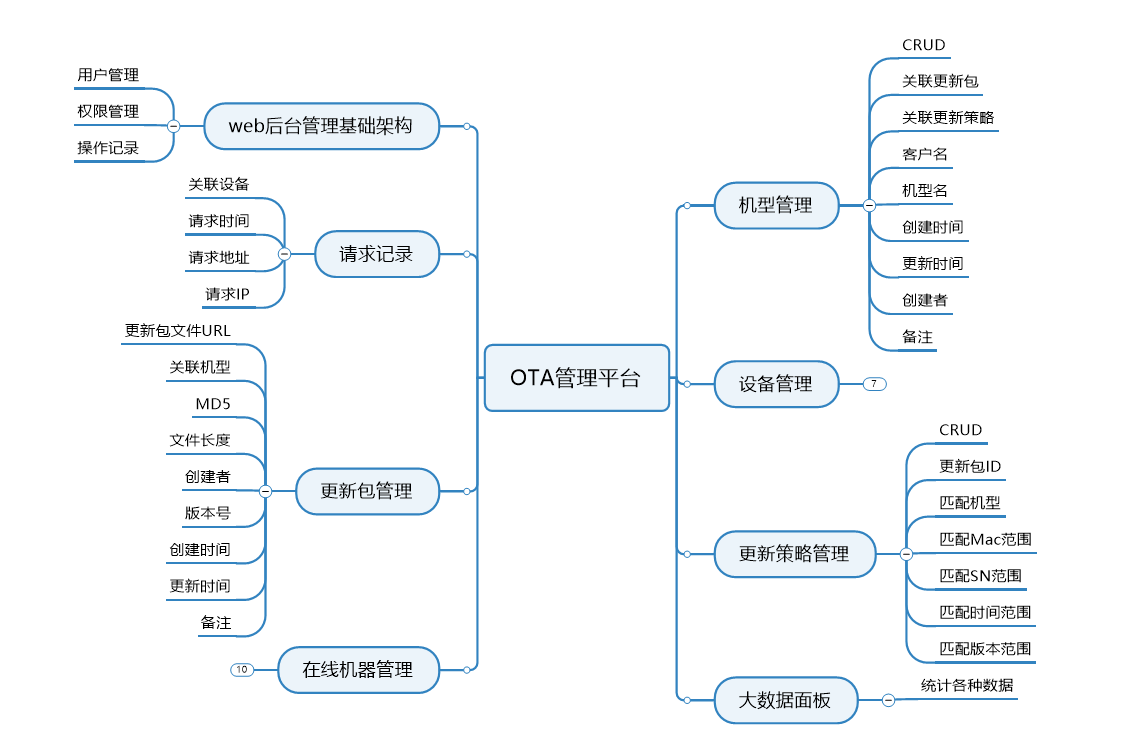 OTA管理平台
web后台管理基础架构
用户管理
权限管理
操作记录
请求记录
关联设备
请求时间
请求地址
请求IP
更新包管理
更新包文件URL
关联机型
MD5
文件长度
创建者
版本号
创建时间
更新时间
备注
在线机器管理
10
机型管理
CRUD
关联更新包
关联更新策略
客户名
机型名
创建时间
更新时间
创建者
备注
设备管理
7
更新策略管理
CRUD
更新包ID
匹配机型
匹配Mac范围
匹配SN范围
匹配时间范围
匹配版本范围
大数据面板
统计各种数据